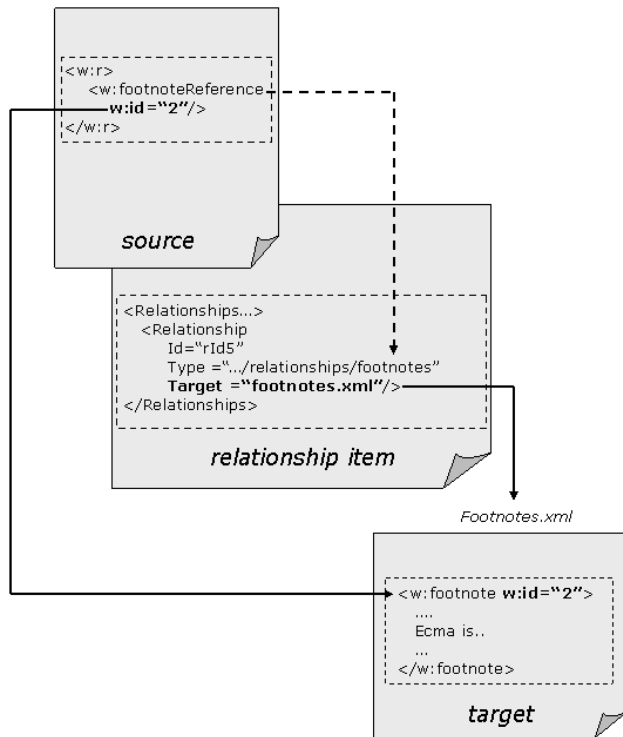 <w:r>
<w:footnoteReference
w:id="2"/>
</w:r>
source
<Relationships...>
<Relationship
Id="rId5"
Type =".../relationships/footnotes"
Target ="footnotes.xml"/>
</Relationships>
relationship item
Footnotes.xml
<w:footnote w:id="2">
....
Ecma is..
...
</w:footnote>
target